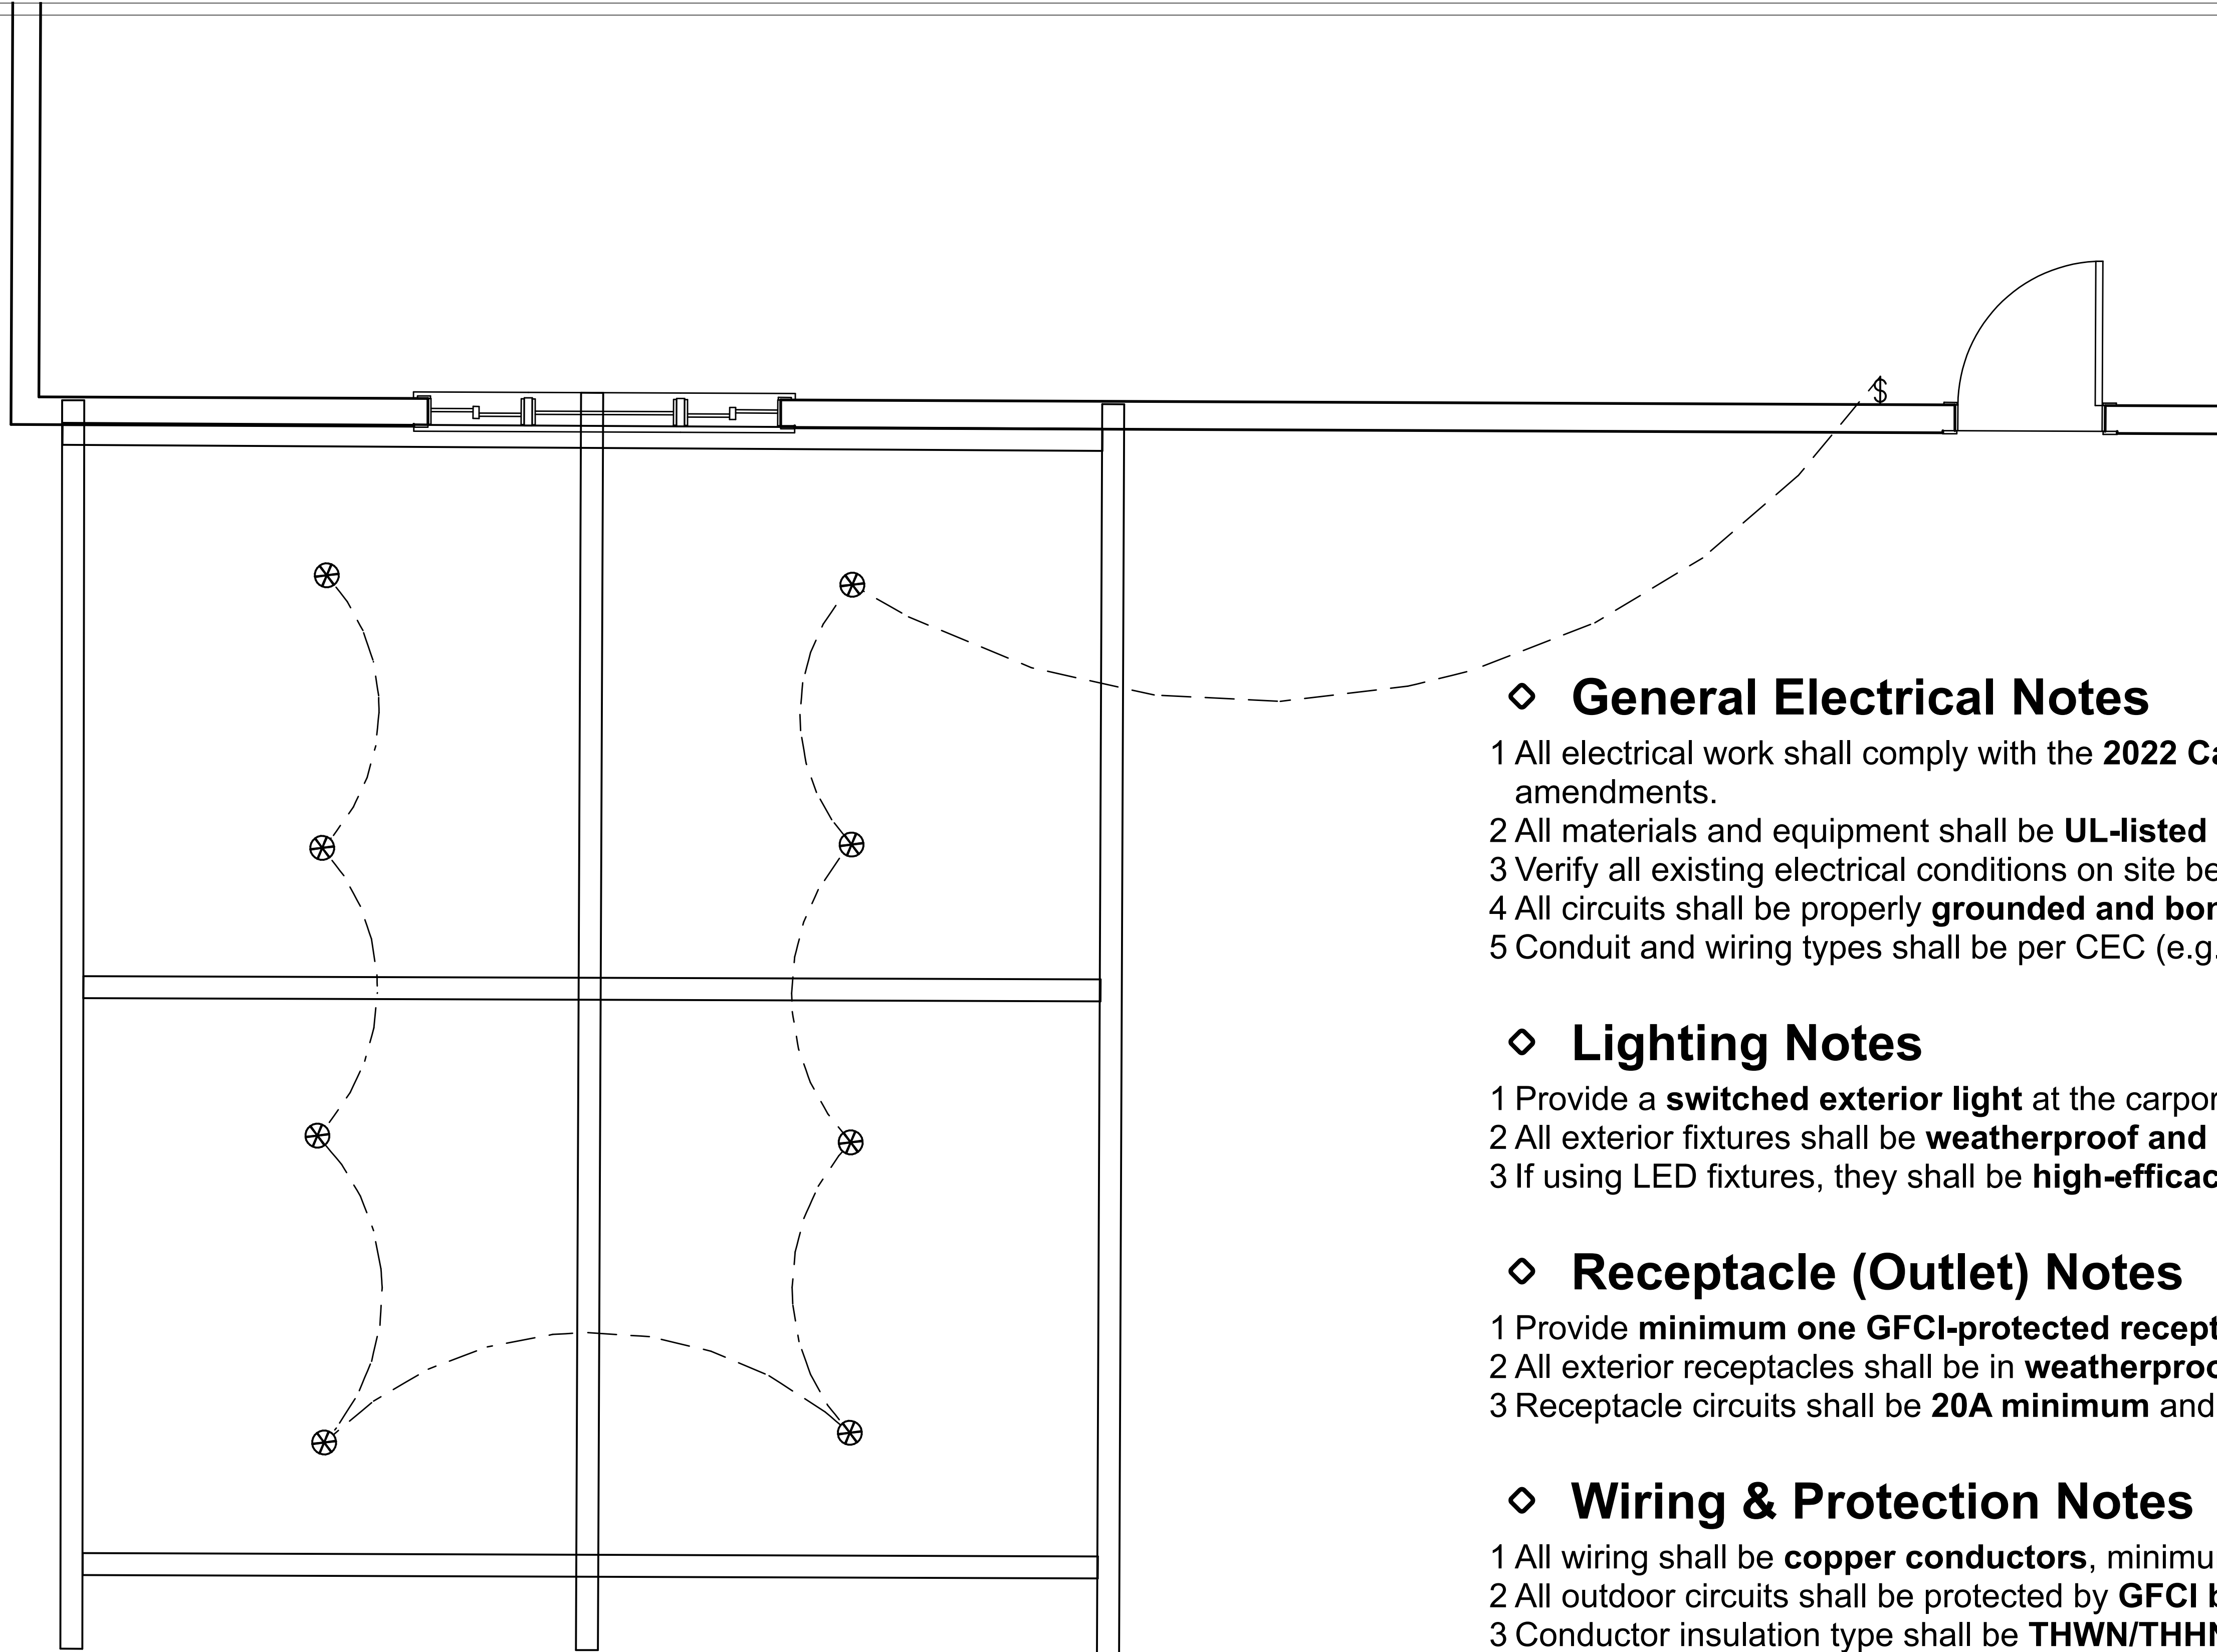 $
◇ General Electrical Notes
1 All electrical work shall comply with the 2022 Ca
amendments.
2 All materials and equipment shall be UL-listed
3 Verify all existing electrical conditions on site be
4 All circuits shall be properly grounded and bon
5 Conduit and wiring types shall be per CEC (e.g.
◇ Lighting Notes
1 Provide a switched exterior light at the carpor
2 All exterior fixtures shall be weatherproof and
3 If using LED fixtures, they shall be high-efficac
◇ Receptacle (Outlet) Notes
1 Provide minimum one GFCI-protected recept
2 All exterior receptacles shall be in weatherproo
3 Receptacle circuits shall be 20A minimum and
◇ Wiring & Protection Notes
1 All wiring shall be copper conductors, minimu
2 All outdoor circuits shall be protected by GFCI b
3 Conductor insulation type shall be THWN/THHN